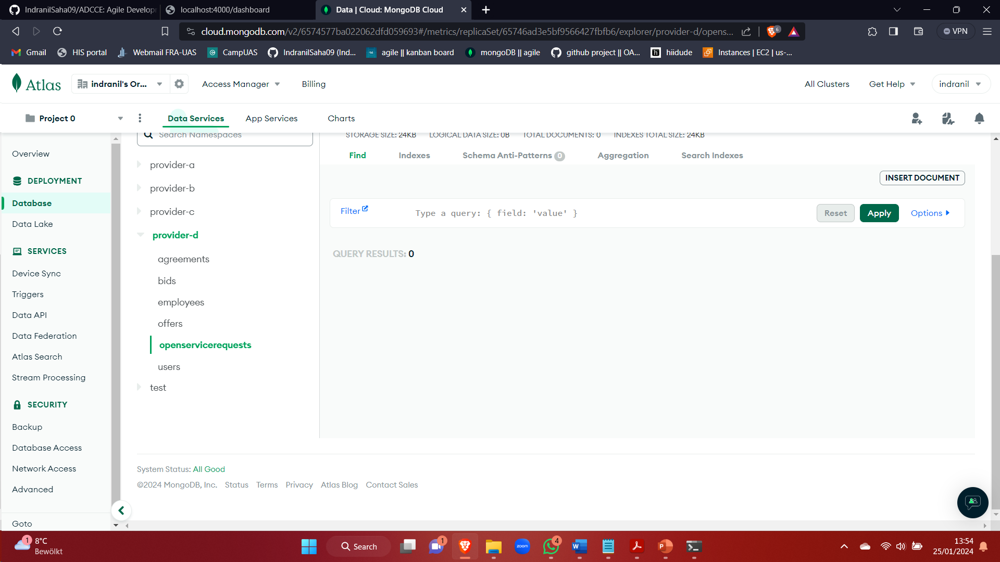 IndranilSaha09/ADCCE: Agile Develop
localhost:4000/dashboard
Data | Cloud: MongoDB Cloud
cloud.mongodb.com/v2/6574577ba022062dfd059693#/metrics/replicaSet/65746ad3e5bf9566427fbfb6/explorer/provider-d/opens...
6
VPN
Gmail
HIS portal
Webmail FRA-UAS
CampUAS
IndranilSaha09 (Ind...
agile || kanban board
mongoDB || agile
github project || OA...
h
hiidude
Instances | EC2 | us-...
Atlas
indranil's Or...
Access Manager
Billing
All Clusters
Get Help
indranil
Project 0
Data Services
App Services
Charts
Overview
DEPLOYMENT
Database
Data Lake
SERVICES
Device Sync
Triggers
Data API
Data Federation
Atlas Search
Stream Processing
SECURITY
Backup
Database Access
Network Access
Advanced
Goto
Search Namespaces
provider-a
provider-b
provider-c
provider-d
agreements
bids
employees
offers
openservicerequests
users
test
STORAGE SIZE: 24KB LOGICAL DATA SIZE: 0B TOTAL DOCUMENTS: 0 INDEXES TOTAL SIZE: 24KB
Find
Indexes
Schema Anti-Patterns 0
Aggregation
Search Indexes
INSERT DOCUMENT
Filter
Type a query: { field: 'value' }
Reset
Apply
Options
QUERY RESULTS: 0
System Status: All Good
©2024 MongoDB, Inc. Status Terms Privacy Atlas Blog Contact Sales
1
8°C
Bewölkt
Search
1
zoom
4
W
P
13:54
25/01/2024